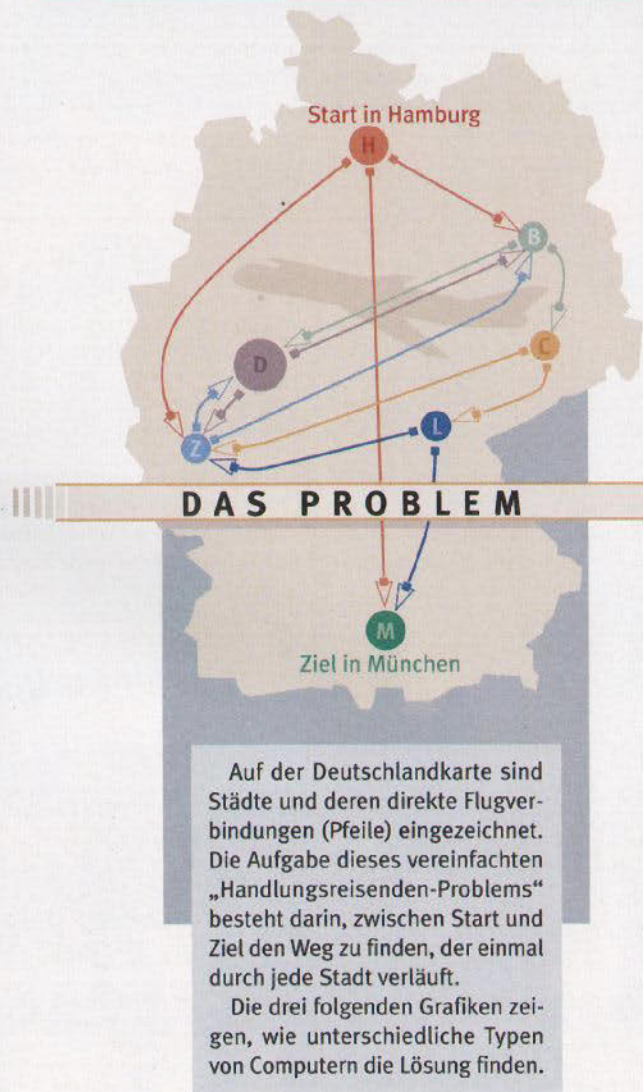 Start in Hamburg
H
B
D
C
L
Z
DAS PROBLEM
M
Ziel in München
Auf der Deutschlandkarte sind
Städte und deren direkte Flugver-
bindungen (Pfeile) eingezeichnet.
Die Aufgabe dieses vereinfachten
„Handlungsreisenden-Problems“
besteht darin, zwischen Start und
Ziel den Weg zu finden, der einmal
durch jede Stadt verläuft.
Die drei folgenden Grafiken zei-
gen, wie unterschiedliche Typen
von Computern die Lösung finden.